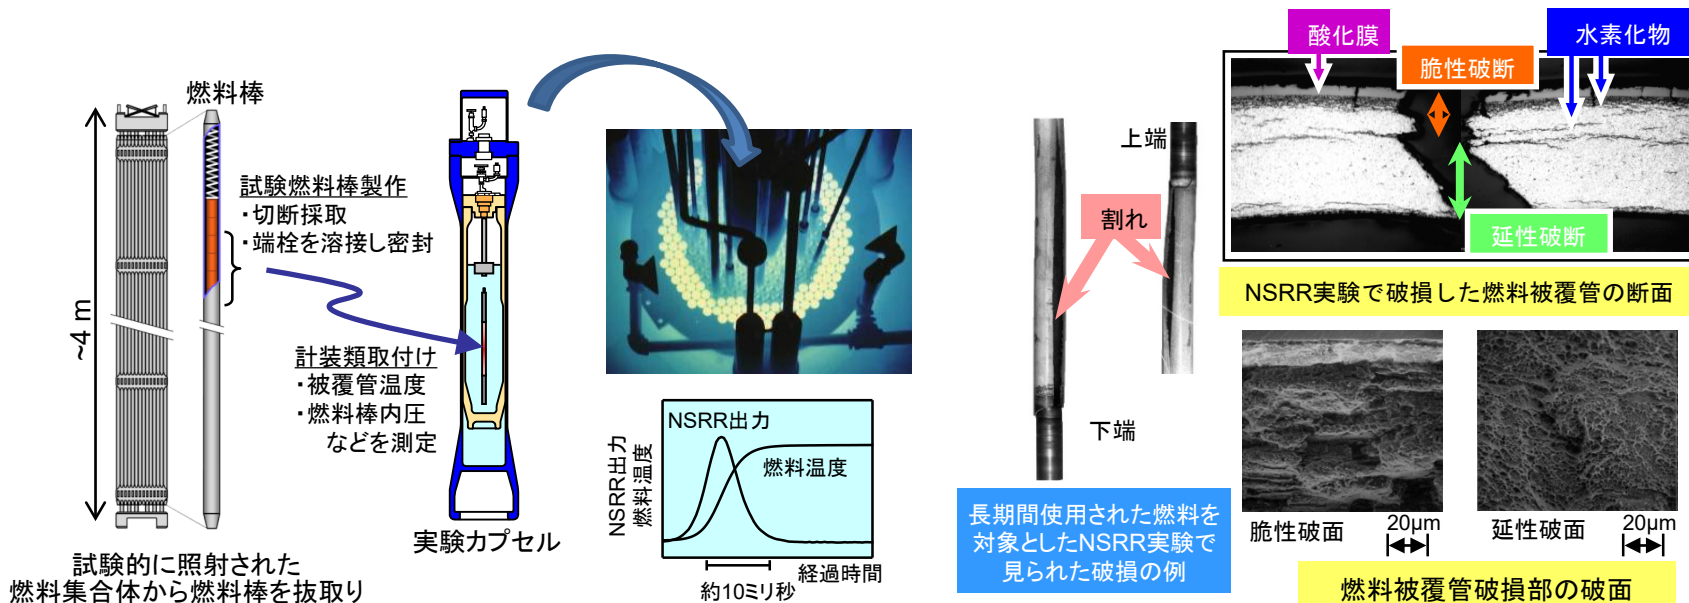 燃料棒
~4 m
試験燃料棒製作
・切断採取
・端栓を溶接し密封
計装類取付け
・被覆管温度
・燃料棒内圧
などを測定
試験的に照射された
燃料集合体から燃料棒を抜取り
実験カプセル
NSRR出力
燃料温度
NSRR出力
燃料温度
経過時間
約10ミリ秒
上端
割れ
下端
長期間使用された燃料を
対象としたNSRR実験で
見られた破損の例
酸化膜
脆性破断
水素化物
延性破断
NSRR実験で破損した燃料被覆管の断面
脆性破面
20μm
延性破面
20μm
燃料被覆管破損部の破面